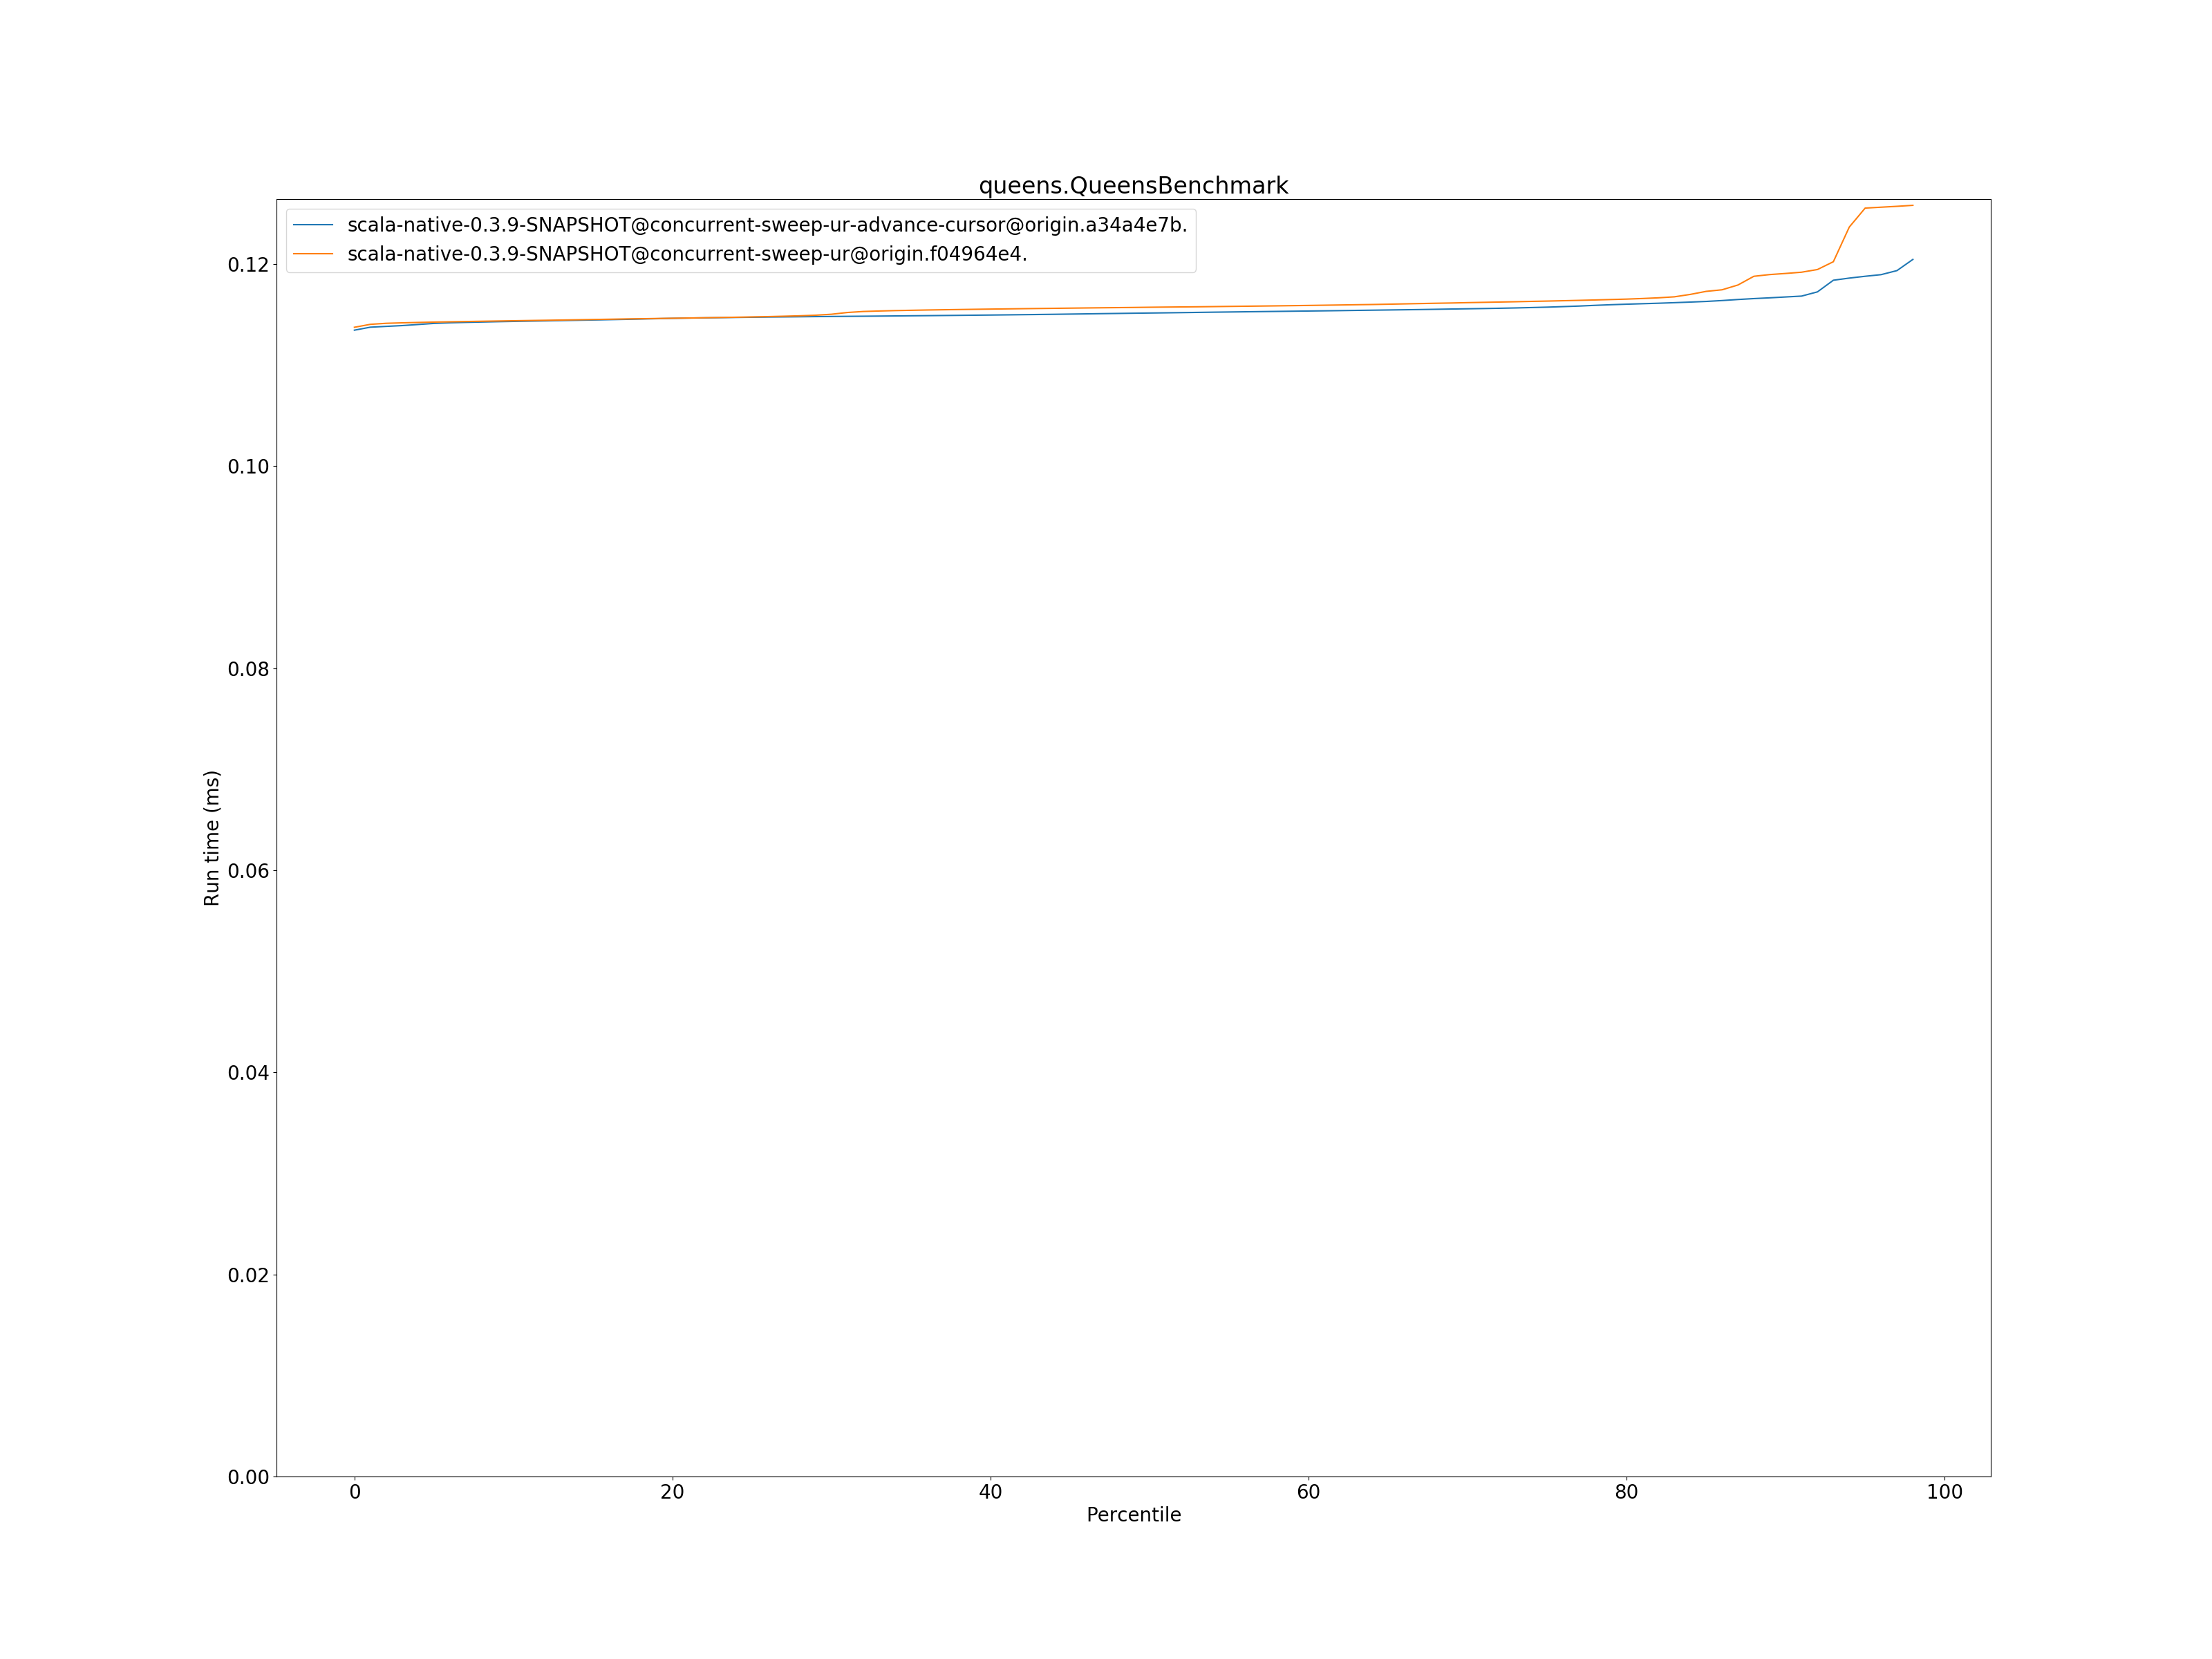 queens.QueensBenchmark
scala-native-0.3.9-SNAPSHOT@concurrent-sweep-ur-advance-cursor@origin.a34a4e7b.
scala-native-0.3.9-SNAPSHOT@concurrent-sweep-ur@origin.f04964e4.
0.12
0.10
0.08
0.06
0.04
0.02
0.00
Run time (ms)
0 20 40 60 80 100
Percentile